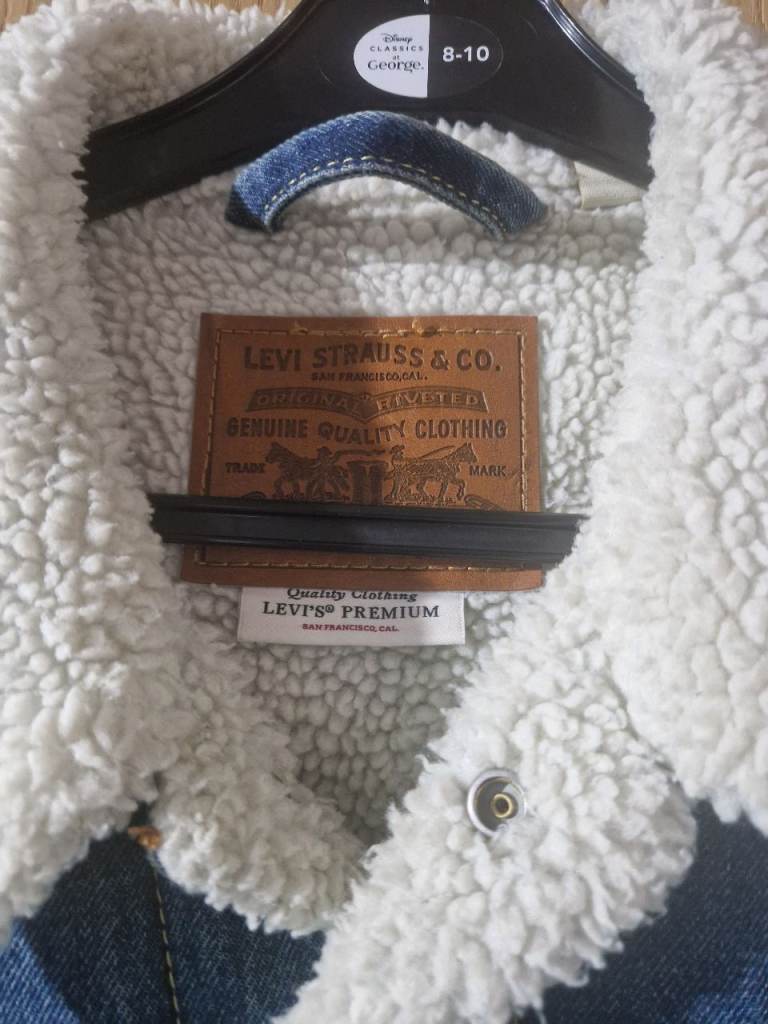 Disney
CLASSICS
at
George.
8-10
LEVI STRAUSS & CO.
SAN FRANCISCO, CAL.
ORIGINAL RIVETED
GENUINE QUALITY CLOTHING
TRADE MARK
Quality Clothing
LEVI'S® PREMIUM
SAN FRANCISCO, CAL.